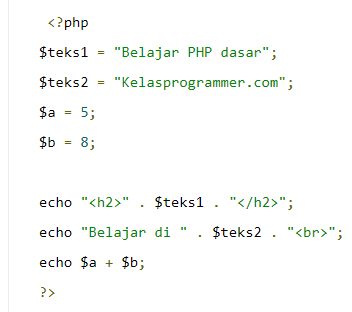 <?php
$teks1 = "Belajar PHP dasar";
$teks2 = "Kelasprogrammer.com";
$a = 5;
$b = 8;
echo "<h2>" . $teks1 . "</h2>";
echo "Belajar di " . $teks2 . "<br>";
echo $a + $b;
?>